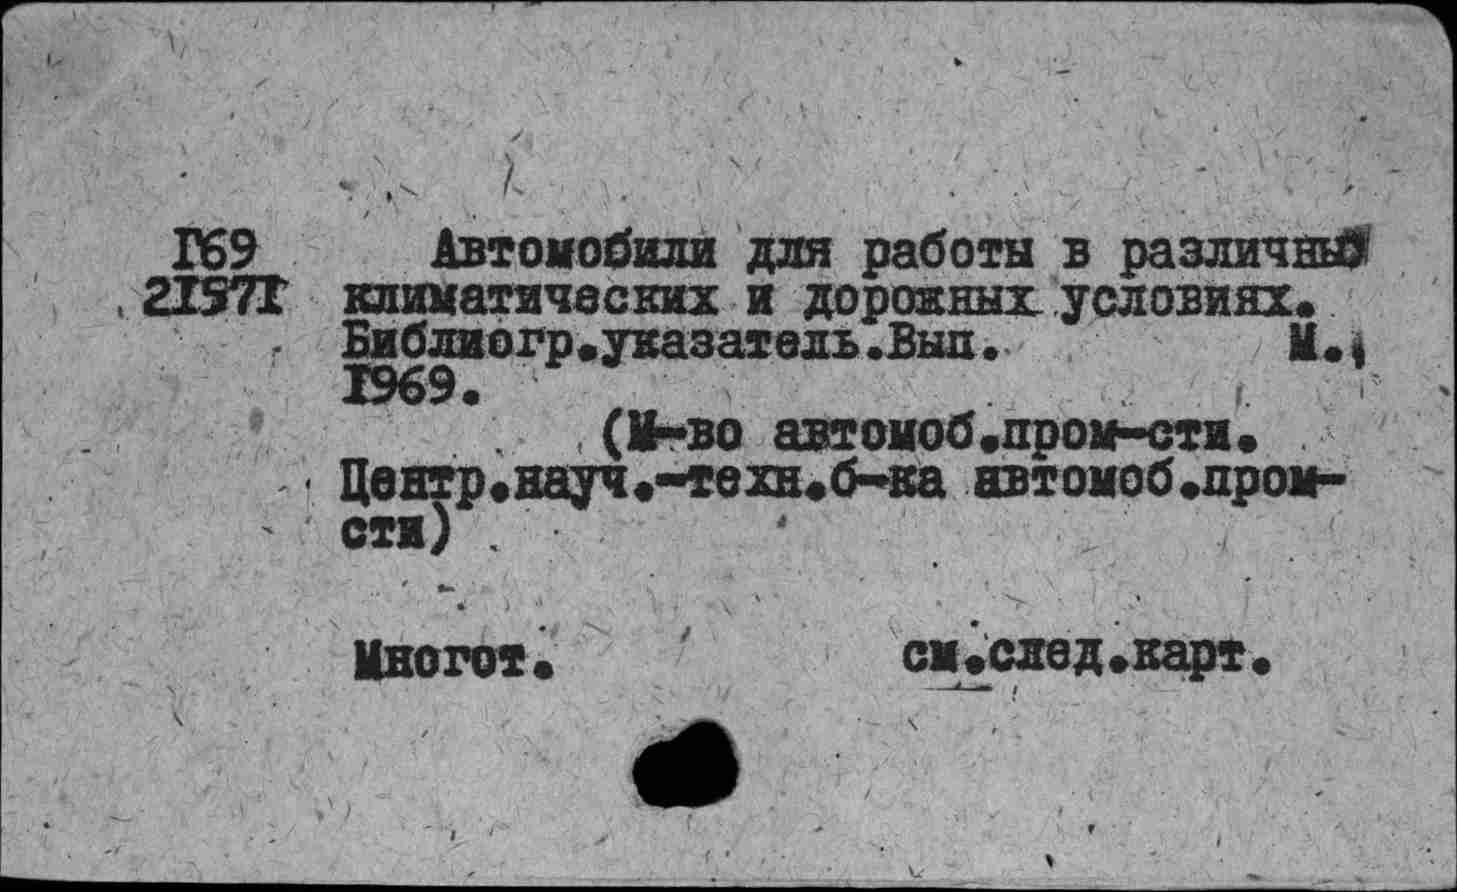 Г69 Автомобили для работы в различных
21571 климатических и дорожных условиях.
Библиогр.указатель.Вып. М.,
1969.
(М-во автомоб.пром-сти.
Центр.науч.-техн.б-ка автомоб.пром-
сти)
Многот. см.след.карт.